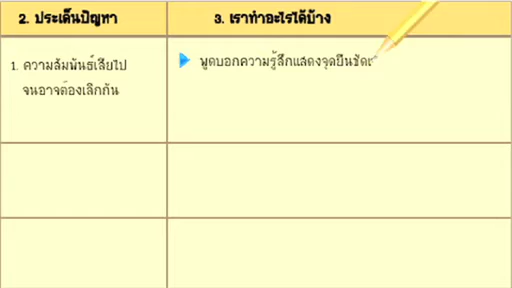 2. ประเด็นปัญหา
3. เราทำอะไรได้บ้าง
1. ความสัมพันธ์เสียไป
จนอาจต้องเลิกกัน
พูดบอกความรู้สึกแสดงจุดยืน